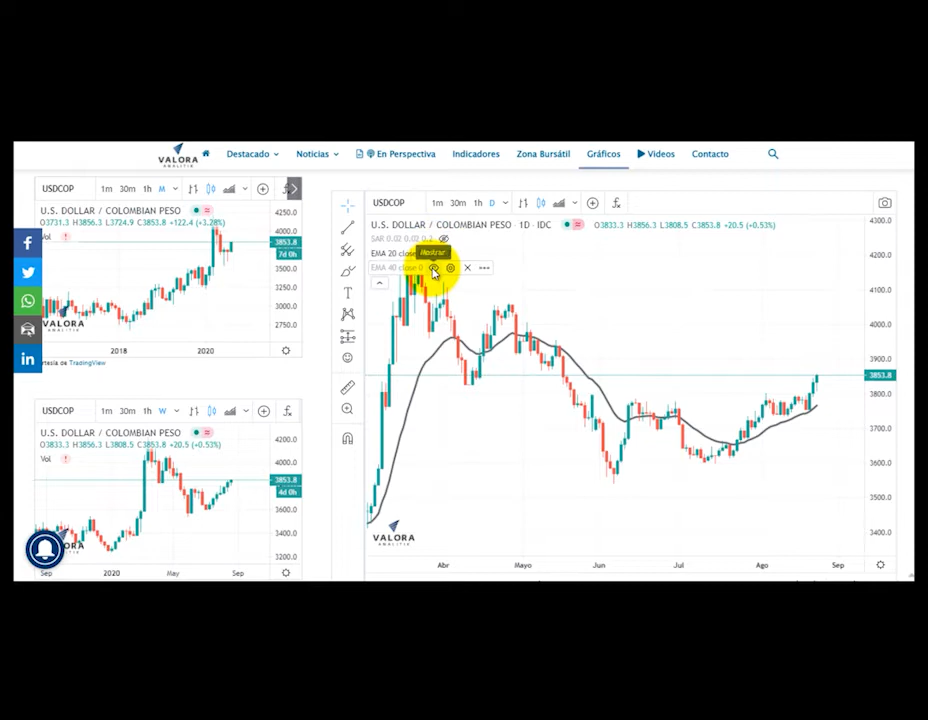 VALORA
ANALITIK
Destacado
Noticias
En Perspectiva
Indicadores
Zona Bursátil
Gráficos
Videos
Contacto
USDCOP
1m 30m 1h M
U.S. DOLLAR / COLOMBIAN PESO
O3731.3 H3856.3 L3724.9 C3853.8 +122.4 (+3.28%)
Vol
4250.0
3853.8
7d 0h
3500.0
3250.0
3000.0
2750.0
VALORA
2018
2020
TradingView
USDCOP
1m 30m 1h W
U.S. DOLLAR / COLOMBIAN PESO
O3833.3 H3856.3 L3808.5 C3853.8 +20.5 (+0.53%)
Vol
4200.0
4000.0
3853.8
4d 0h
3600.0
3400.0
3200.0
Sep
2020
May
Sep
USDCOP
1m 30m 1h D
U.S. DOLLAR / COLOMBIAN PESO · 1D · IDC
O3833.3 H3856.3 L3808.5 C3853.8 +20.5 (+0.53%)
SAR 0.02 0.02 0.2
EMA 20 close
Mostrar
EMA 40 close 0
4300.0
4200.0
4100.0
4000.0
3900.0
3853.8
3800.0
3700.0
3600.0
3500.0
3400.0
VALORA
ANALITIK
Abr
Mayo
Jun
Jul
Ago
Sep